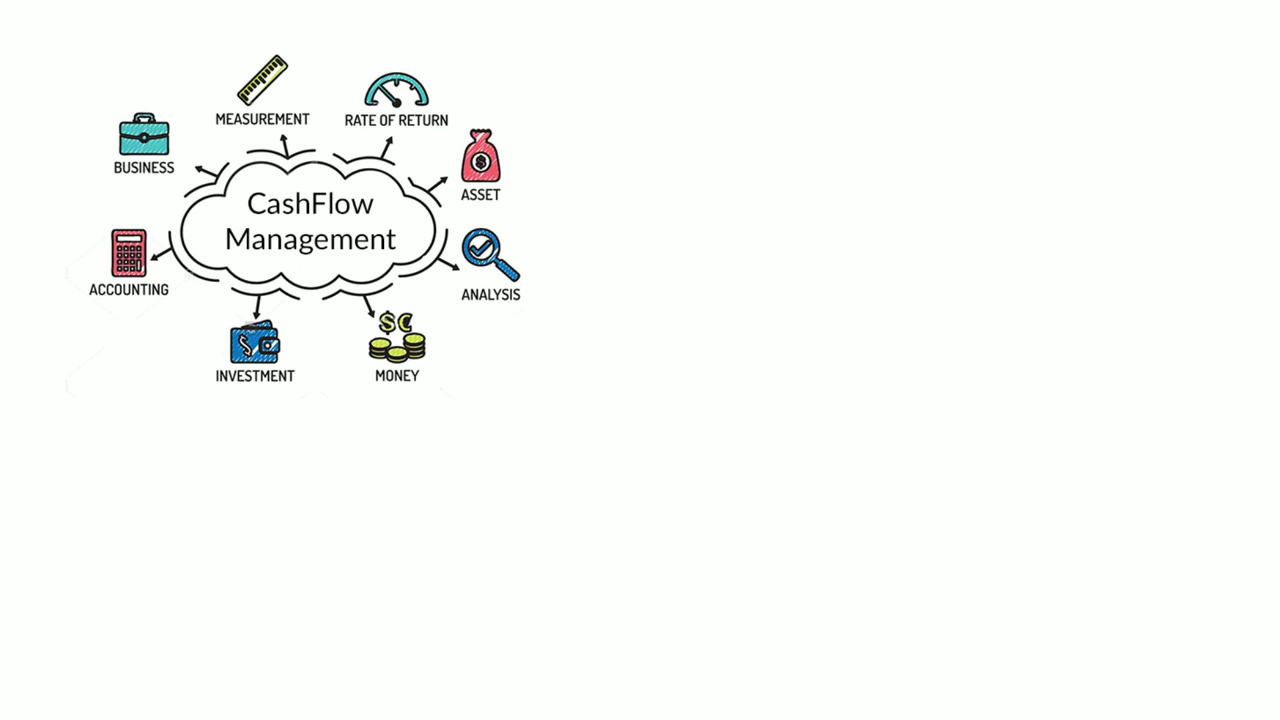 MEASUREMENT
RATE OF RETURN
BUSINESS
ASSET
CashFlow
Management
ACCOUNTING
ANALYSIS
INVESTMENT
MONEY